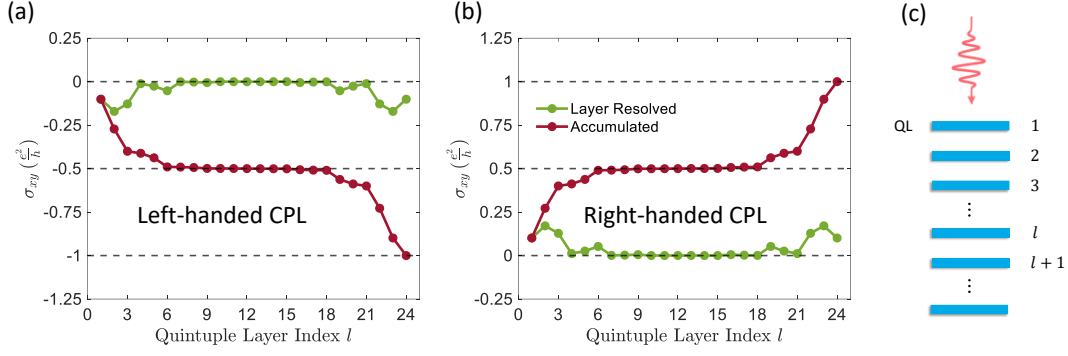 (a)
0.25
0
-0.25
-0.5
-0.75
-1
-1.25
σxy (e²/h)
Left-handed CPL
0 3 6 9 12 15 18 21 24
Quintuple Layer Index l
(b)
1.25
1
0.5
0.25
0
-0.25
σxy (e²/h)
Layer Resolved
Accumulated
Right-handed CPL
0 3 6 9 12 15 18 21 24
Quintuple Layer Index l
(c)
QL 1
2
3
⋮
l
l + 1
⋮